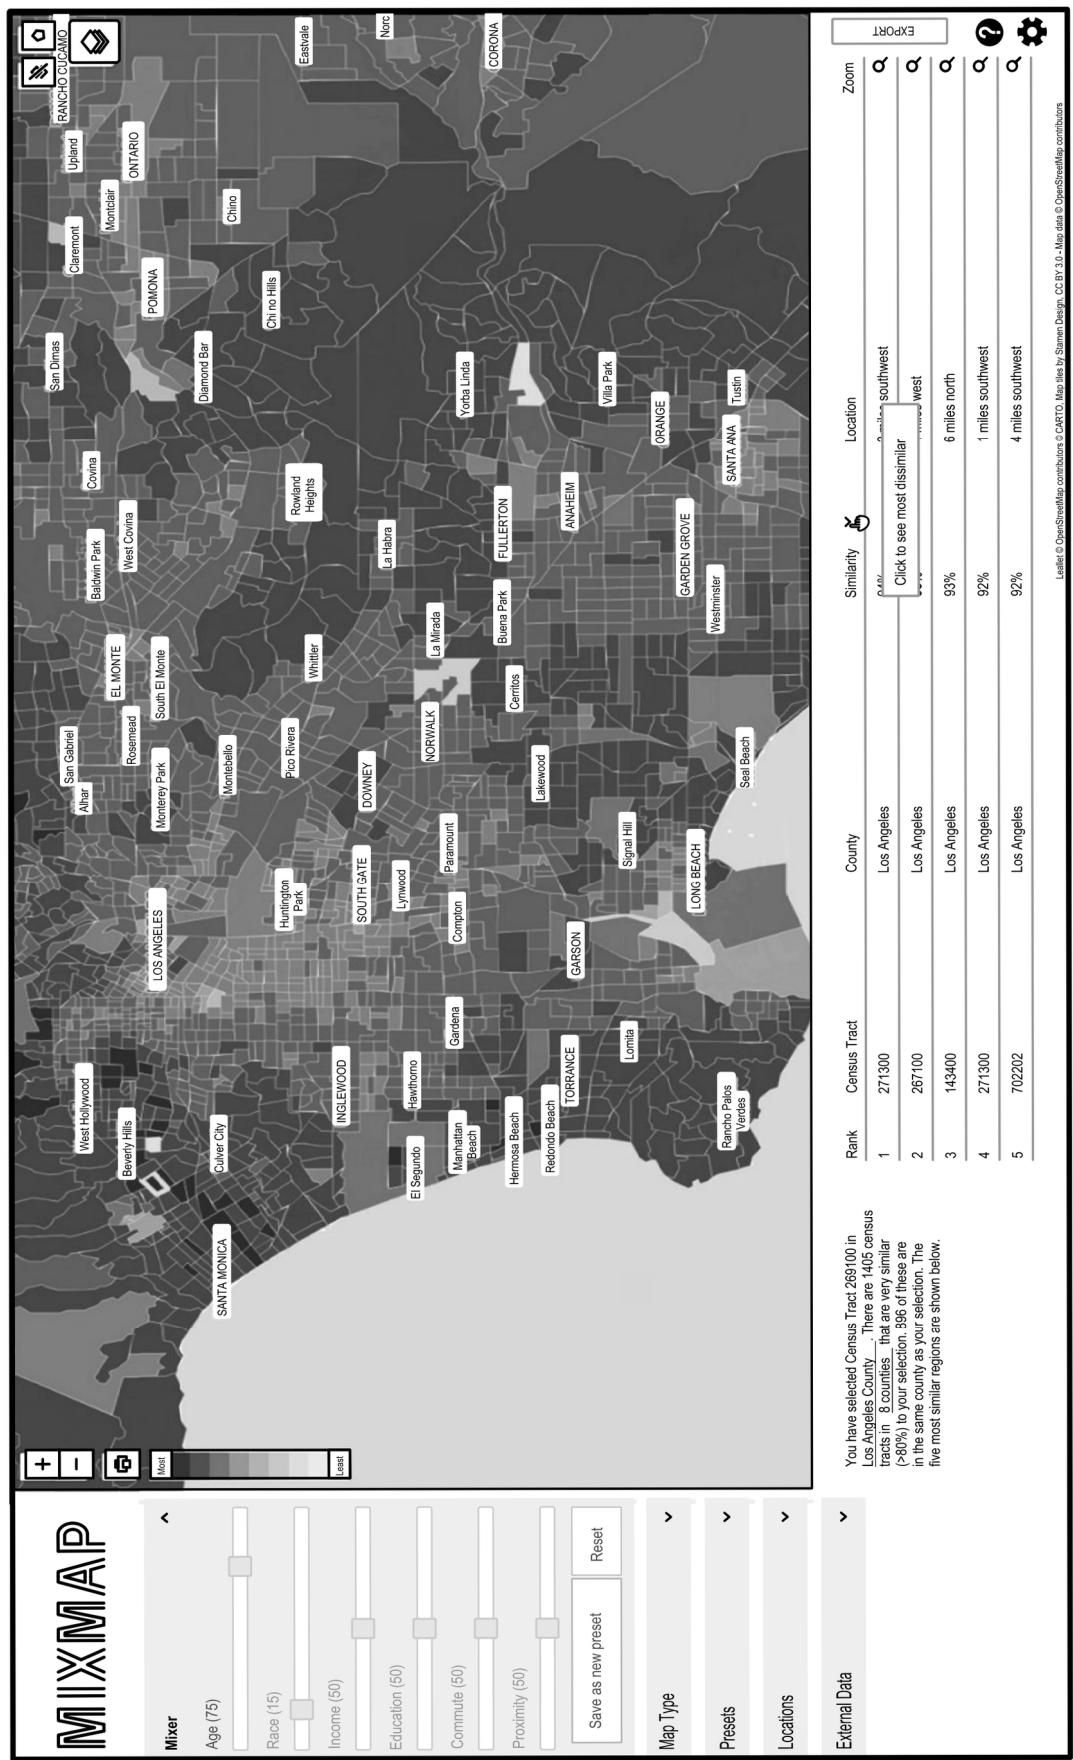 MIXMAP
Mixer
Age (75)
Race (15)
Income (50)
Education (50)
Commute (50)
Proximity (50)
Save as new preset
Reset
Map Type
Presets
Locations
External Data
+
−
Most
Least
RANCHO CUCAMO
Upland
Claremont
Montclair
ONTARIO
San Dimas
POMONA
Chino
Eastvale
Norc
CORONA
Diamond Bar
Chi no Hills
Covina
West Covina
Baldwin Park
Rowland
Heights
EL MONTE
South El Monte
San Gabriel
Rosemead
Alhar
Monterey Park
Montebello
LOS ANGELES
West Hollywood
Beverly Hills
Culver City
SANTA MONICA
Whittler
Pico Rivera
Huntington
Park
INGLEWOOD
La Habra
DOWNEY
SOUTH GATE
Lynwood
Hawthorno
El Segundo
Yorba Linda
La Mirada
NORWALK
Paramount
Compton
Gardena
Manhattan
Beach
FULLERTON
Buena Park
Cerritos
Hermosa Beach
Lakewood
Redondo Beach
ANAHEIM
GARSON
TORRANCE
Villa Park
ORANGE
Signal Hill
Lomita
GARDEN GROVE
LONG BEACH
Westminster
Tustin
SANTA ANA
Seal Beach
Rancho Palos
Verdes
You have selected Census Tract 269100 in
Los Angeles County . There are 1405 census
tracts in 8 counties that are very similar
(>80%) to your selection. 896 of these are
in the same county as your selection. The
five most similar regions are shown below.
Rank Census Tract County Similarity Location Zoom
1 271300 Los Angeles southwest
2 267100 Los Angeles west
3 143400 Los Angeles 93% 6 miles north
4 271300 Los Angeles 92% 1 miles southwest
5 702202 Los Angeles 92% 4 miles southwest
Click to see most dissimilar
EXPORT
?
Leaflet © OpenStreetMap contributors © CARTO, Map tiles by Stamen Design, CC BY 3.0 - Map data © OpenStreetMap contributors